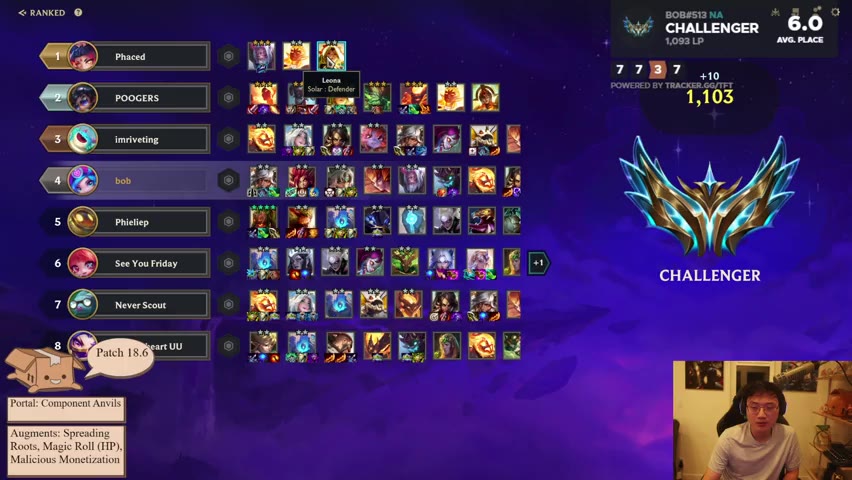 RANKED
?
BOB#513 NA
CHALLENGER
1,093 LP
6.0
AVG. PLACE
7 7 3 7
POWERED BY TRACKER.GG/TFT
+10
1,103
1 Phaced
Leona
Solar : Defender
2 POOGERS
3 imriveting
4 bob
5 Phieliep
6 See You Friday
+1
7 Never Scout
8 eart UU
CHALLENGER
Patch 18.6
Portal: Component Anvils
Augments: Spreading
Roots, Magic Roll (HP),
Malicious Monetization